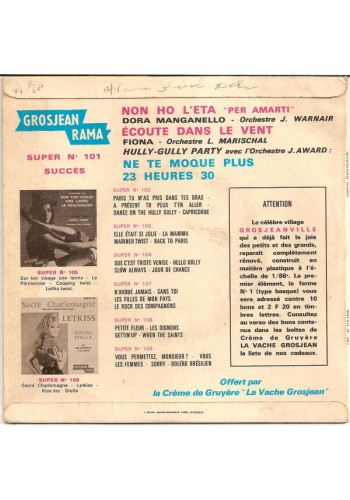 GROSJEAN
RAMA
SUPER N° 101
SUCCÈS
NON HO L'ETA "PER AMARTI"
DORA MANGANELLO - Orchestre J. WARNAIR
ÉCOUTE DANS LE VENT
FIONA - Orchestre L. MARISCHAL
HULLY-GULLY PARTY avec l'Orchestre J. AWARD :
NE TE MOQUE PLUS
23 HEURES 30
SUPER N° 105
Sur ton visage une larme - Le
Pénitencier - Cooping twist.
Sacré Charlemagne
LETKISS
STELLA
SUPER N° 100
Sacré Charlemagne - Letkiss -
Kiss me - Stella
SUPER N° 102
PARIS TU M'AS PRIS DANS TES BRAS -
A PRÉSENT TU PEUX T'EN ALLER
DANCE ON THE HULLY GULLY - CAPRICORNE
SUPER N° 103
ELLE ÉTAIT SI JOLIE - LA MAMMA
WARNER TWIST - BACK TO PARIS
SUPER N° 104
QUE C'EST TRISTE VENISE - HELLO DOLLY
SLOW ALWAYS - JOUR DE CHANCE
SUPER N° 107
N'AVOUE JAMAIS - SANS TOI
LES FILLES DE MON PAYS
LE ROCK DES COMPAGNONS
SUPER N° 106
PETITE FLEUR - LES OIGNONS
GETTIN'UP - WHEN THE SAINTS
SUPER N° 108
VOUS PERMETTEZ, MONSIEUR ? - VOUS
LES FEMMES - SORRY - BOLÉRO BRÉSILIEN
ATTENTION
Le célèbre village
GROSJEANVILLE
qui a déjà fait la joie
des petits et des grands,
reparaît complètement
rénové, construit en
matière plastique à l'é-
chelle de 1/86e. Pre-
mier élément, la ferme
N° 1 (type basque) vous
sera adressé contre 10
bons et 2 F 20 en tim-
bres lettres. Consultez
au verso des bons conte-
nus dans les boîtes de
Crème de Gruyère
LA VACHE GROSJEAN
la liste de nos cadeaux.
Offert par
la Crème de Gruyère "La Vache Grosjean"